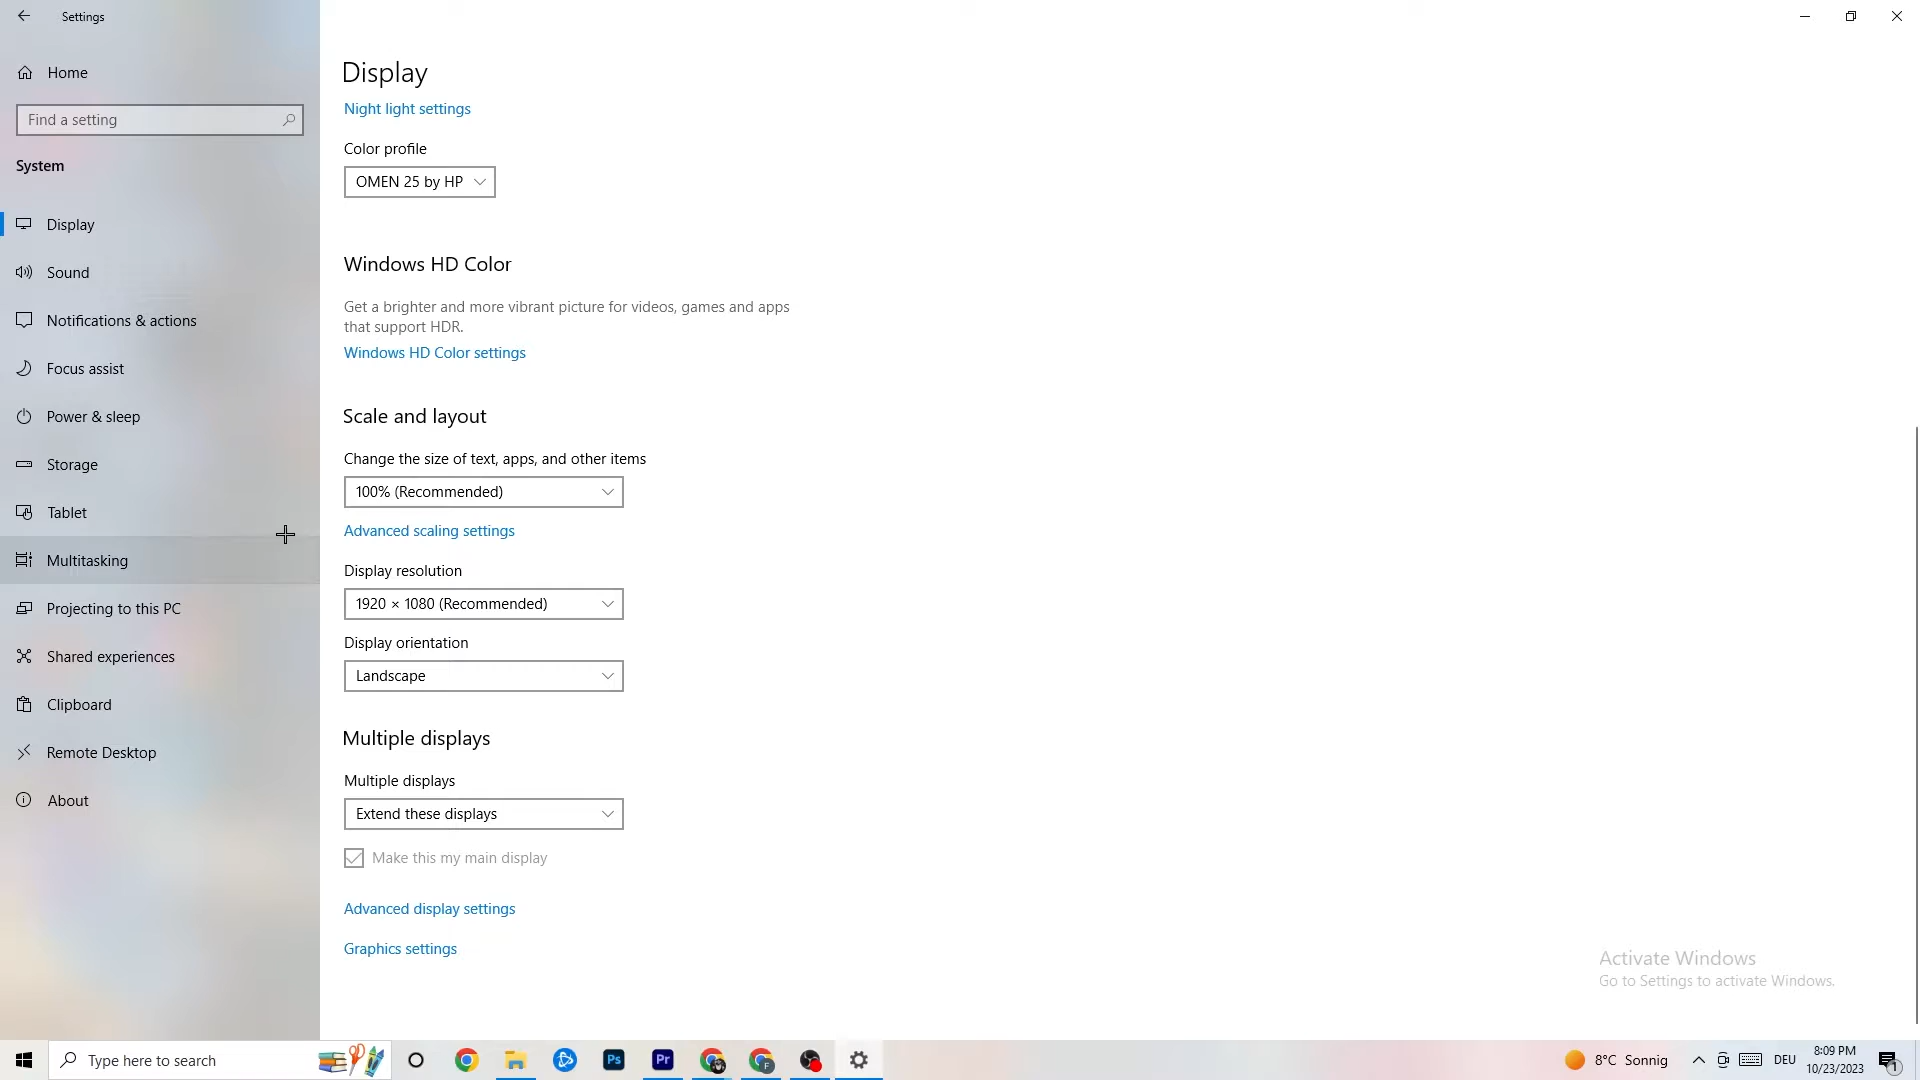 Settings
Home
Find a setting
System
Display
Sound
Notifications & actions
Focus assist
Power & sleep
Storage
Tablet
Multitasking
Projecting to this PC
Shared experiences
Clipboard
Remote Desktop
About
Display
Night light settings
Color profile
OMEN 25 by HP
Windows HD Color
Get a brighter and more vibrant picture for videos, games and apps
that support HDR.
Windows HD Color settings
Scale and layout
Change the size of text, apps, and other items
100% (Recommended)
Advanced scaling settings
Display resolution
1920 × 1080 (Recommended)
Display orientation
Landscape
Multiple displays
Multiple displays
Extend these displays
Make this my main display
Advanced display settings
Graphics settings
Activate Windows
Go to Settings to activate Windows.
Type here to search
Ps
Pr
F
8°C Sonnig
DEU
8:09 PM
10/23/2023
1